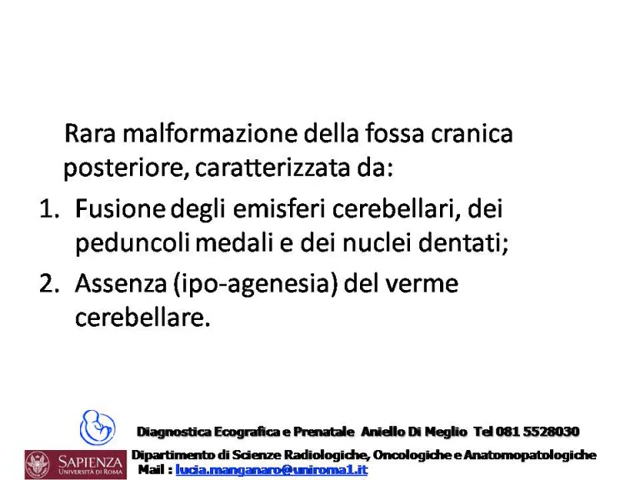 Rara malformazione della fossa cranica
posteriore, caratterizzata da:
1. Fusione degli emisferi cerebellari, dei
peduncoli medali e dei nuclei dentati;
2. Assenza (ipo-agenesia) del verme
cerebellare.
Diagnostica Ecografica e Prenatale Aniello Di Meglio Tel 081 5528030
SAPIENZA
UNIVERSITÀ DI ROMA
Dipartimento di Scienze Radiologiche, Oncologiche e Anatomopatologiche
Mail : lucia.manganaro@uniroma1.it